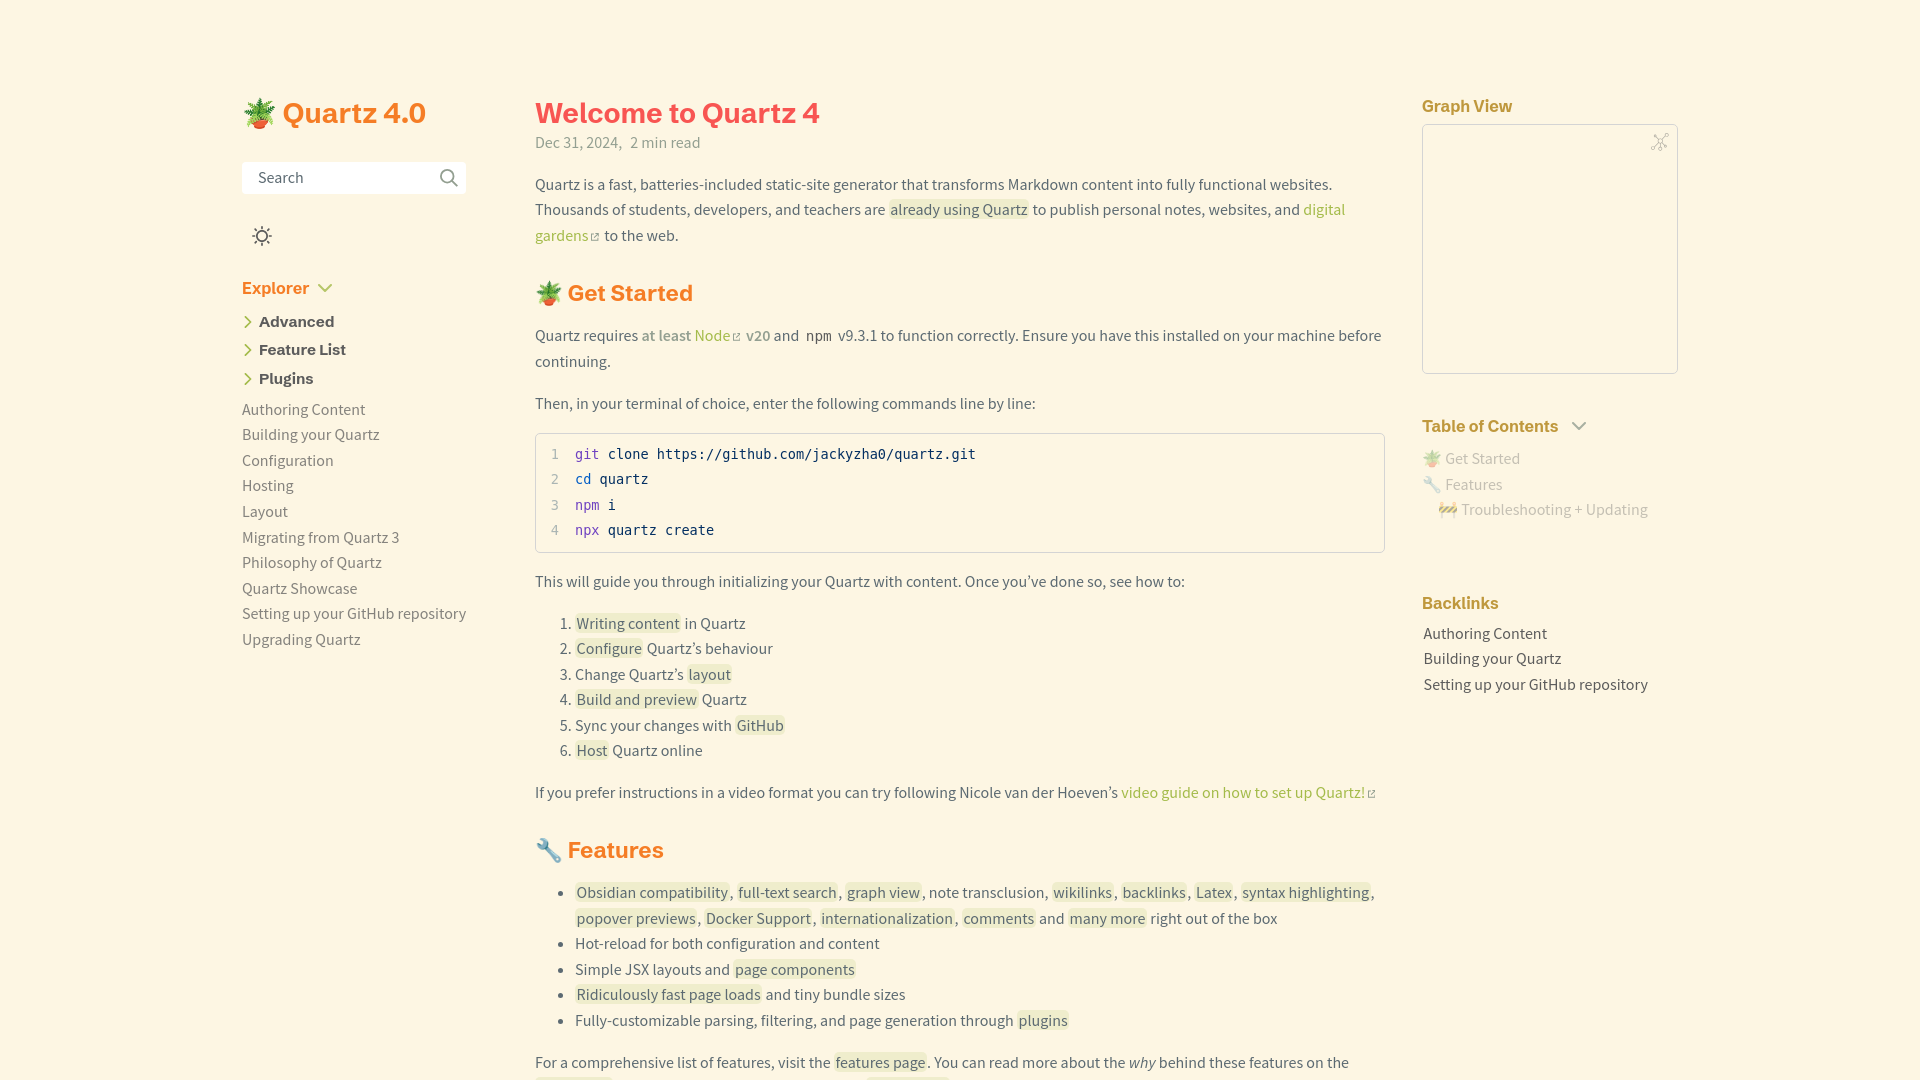 🪴 Quartz 4.0
Search
Explorer
Advanced
Feature List
Plugins
Authoring Content
Building your Quartz
Configuration
Hosting
Layout
Migrating from Quartz 3
Philosophy of Quartz
Quartz Showcase
Setting up your GitHub repository
Upgrading Quartz
Welcome to Quartz 4
Dec 31, 2024, 2 min read
Quartz is a fast, batteries-included static-site generator that transforms Markdown content into fully functional websites.
Thousands of students, developers, and teachers are already using Quartz to publish personal notes, websites, and digital
gardens to the web.
🪴 Get Started
Quartz requires at least Node v20 and npm v9.3.1 to function correctly. Ensure you have this installed on your machine before
continuing.
Then, in your terminal of choice, enter the following commands line by line:
1 git clone https://github.com/jackyzha0/quartz.git
2 cd quartz
3 npm i
4 npx quartz create
This will guide you through initializing your Quartz with content. Once you’ve done so, see how to:
1. Writing content in Quartz
2. Configure Quartz’s behaviour
3. Change Quartz’s layout
4. Build and preview Quartz
5. Sync your changes with GitHub
6. Host Quartz online
If you prefer instructions in a video format you can try following Nicole van der Hoeven’s video guide on how to set up Quartz!
🔧 Features
• Obsidian compatibility, full-text search, graph view, note transclusion, wikilinks, backlinks, Latex, syntax highlighting,
popover previews, Docker Support, internationalization, comments and many more right out of the box
• Hot-reload for both configuration and content
• Simple JSX layouts and page components
• Ridiculously fast page loads and tiny bundle sizes
• Fully-customizable parsing, filtering, and page generation through plugins
For a comprehensive list of features, visit the features page. You can read more about the why behind these features on the
Graph View
Table of Contents
🪴 Get Started
🔧 Features
🚧 Troubleshooting + Updating
Backlinks
Authoring Content
Building your Quartz
Setting up your GitHub repository